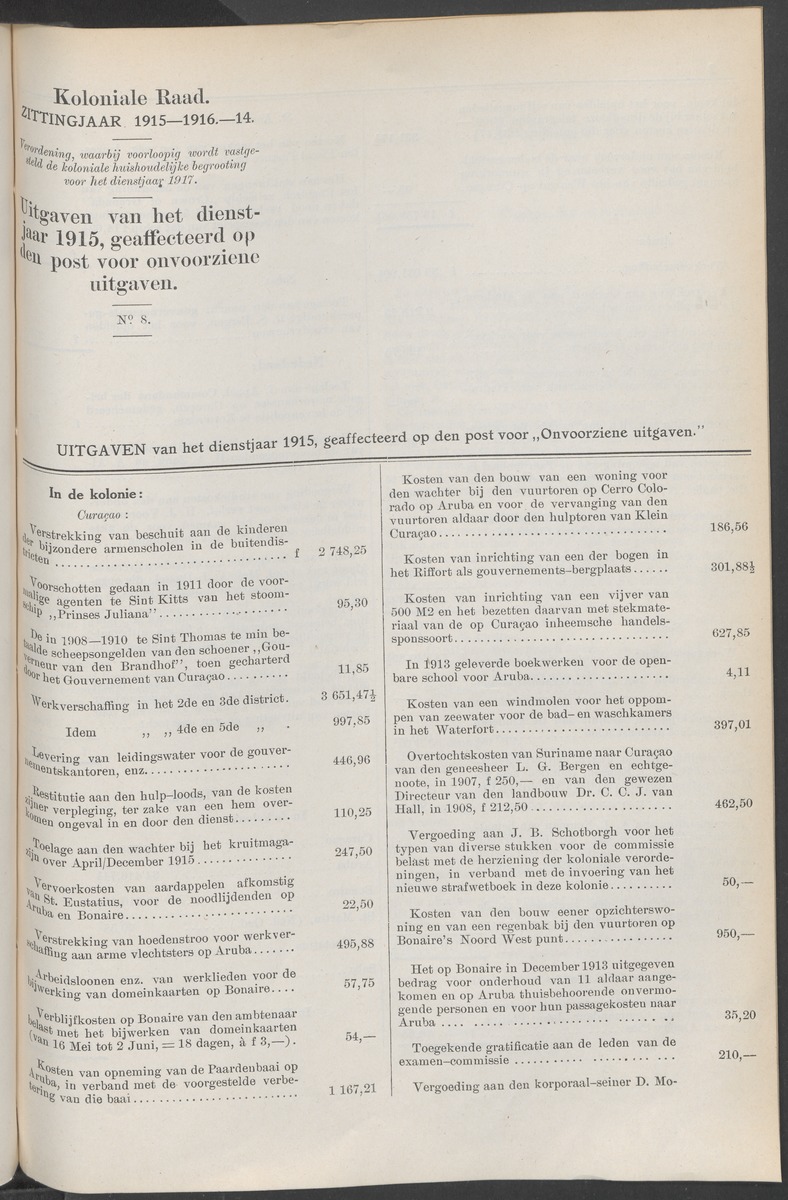 Koloniale Raad.
ZITTINGJAAR 1915—1916.—14.
Verordening, waarbij voorloopig wordt vastge-
steld de koloniale huishoudelijke begrooting
voor het dienstjaar 1917.
Uitgaven van het dienst-
jaar 1915, geaffecteerd op
den post voor onvoorziene
uitgaven.
Nº 8.
UITGAVEN van het dienstjaar 1915, geaffecteerd op den post voor „Onvoorziene uitgaven.”
In de kolonie:
Curaçao :
Verstrekking van beschuit aan de kinderen
der bijzondere armenscholen in de buitendis-
tricten . . . . . f 2 748,25
Voorschotten gedaan in 1911 door de voor-
malige agenten te Sint Kitts van het stoom-
schip „Prinses Juliana” . . . . . 95,30
De in 1908—1910 te Sint Thomas te min be-
taalde scheepsongelden van den schoener „Gou-
verneur van den Brandhof”, toen gecharterd
door het Gouvernement van Curaçao . . . . . 11,85
Werkverschaffing in het 2de en 3de district. 3 651,47½
Idem „ „ 4de en 5de „ . 997,85
Levering van leidingswater voor de gouver-
nementskantoren, enz. . . . . . 446,96
Restitutie aan den hulp-loods, van de kosten
zijner verpleging, ter zake van een hem over-
komen ongeval in en door den dienst . . . . . 110,25
Toelage aan den wachter bij het kruitmaga-
zijn over April/December 1915 . . . . . 247,50
Vervoerkosten van aardappelen afkomstig
van St. Eustatius, voor de noodlijdenden op
Aruba en Bonaire . . . . . 22,50
Verstrekking van hoedenstroo voor werkver-
schaffing aan arme vlechtsters op Aruba . . . . . 495,88
Arbeidsloonen enz. van werklieden voor de
bijwerking van domeinkaarten op Bonaire . . . . 57,75
Verblijfkosten op Bonaire van den ambtenaar
belast met het bijwerken van domeinkaarten
(van 16 Mei tot 2 Juni, = 18 dagen, à f 3,—) . 54,—
Kosten van opneming van de Paardenbaai op
Aruba, in verband met de voorgestelde verbe-
tering van die baai . . . . . 1 167,21
Kosten van den bouw van een woning voor
den wachter bij den vuurtoren op Cerro Colo-
rado op Aruba en voor de vervanging van den
vuurtoren aldaar door den hulptoren van Klein
Curaçao . . . . . 186,56
Kosten van inrichting van een der bogen in
het Riffort als gouvernements-bergplaats . . . . . 301,88½
Kosten van inrichting van een vijver van
500 M2 en het bezetten daarvan met stekmate-
riaal van de op Curaçao inheemsche handels-
sponssoort . . . . . 627,85
In 1913 geleverde boekwerken voor de open-
bare school voor Aruba . . . . . 4,11
Kosten van een windmolen voor het oppom-
pen van zeewater voor de bad- en waschkamers
in het Waterfort . . . . . 397,01
Overtochtskosten van Suriname naar Curaçao
van den geneesheer L. G. Bergen en echtge-
noote, in 1907, f 250,— en van den gewezen
Directeur van den landbouw Dr. C. C. J. van
Hall, in 1908, f 212,50 . . . . . 462,50
Vergoeding aan J. B. Schotborgh voor het
typen van diverse stukken voor de commissie
belast met de herziening der koloniale verorde-
ningen, in verband met de invoering van het
nieuwe strafwetboek in deze kolonie . . . . . 50,—
Kosten van den bouw eener opzichterswo-
ning en van een regenbak bij den vuurtoren op
Bonaire's Noord West punt . . . . . 950,—
Het op Bonaire in December 1913 uitgegeven
bedrag voor onderhoud van 11 aldaar aange-
komen en op Aruba thuisbehoorende onvermo-
gende personen en voor hun passagekosten naar
Aruba . . . . . 35,20
Toegekende gratificatie aan de leden van de
examen-commissie . . . . . 210,—
Vergoeding aan den korporaal-seiner D. Mo-